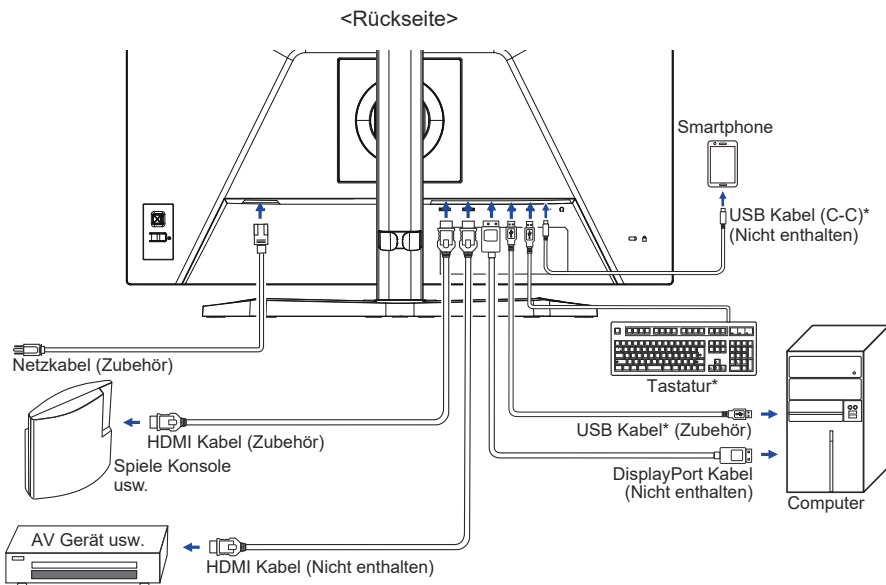 <Rückseite>
Smartphone
USB Kabel (C-C)*
(Nicht enthalten)
Netzkabel (Zubehör)
Tastatur*
HDMI Kabel (Zubehör)
USB Kabel* (Zubehör)
Spiele Konsole
usw.
DisplayPort Kabel
(Nicht enthalten)
Computer
AV Gerät usw.
HDMI Kabel (Nicht enthalten)